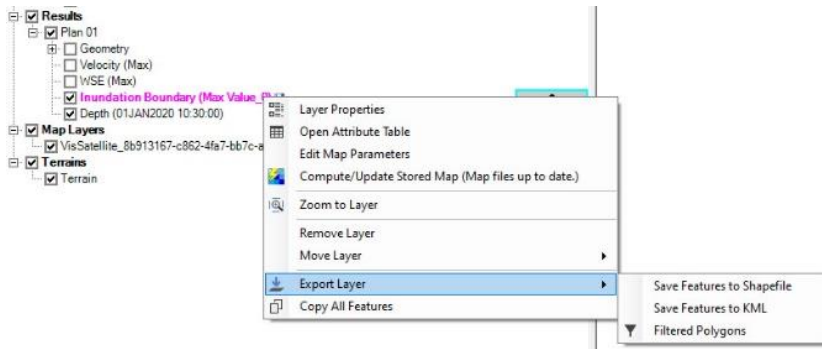 Results
Plan 01
Geometry
Velocity (Max)
WSE (Max)
Inundation Boundary (Max Value_
Depth (01JAN2020 10:30:00)
Map Layers
VisSatellite_8b913167-c862-4fa7-bb7c-a
Terrains
Terrain
Layer Properties
Open Attribute Table
Edit Map Parameters
Compute/Update Stored Map (Map files up to date.)
Zoom to Layer
Remove Layer
Move Layer
Export Layer
Copy All Features
Save Features to Shapefile
Save Features to KML
Filtered Polygons